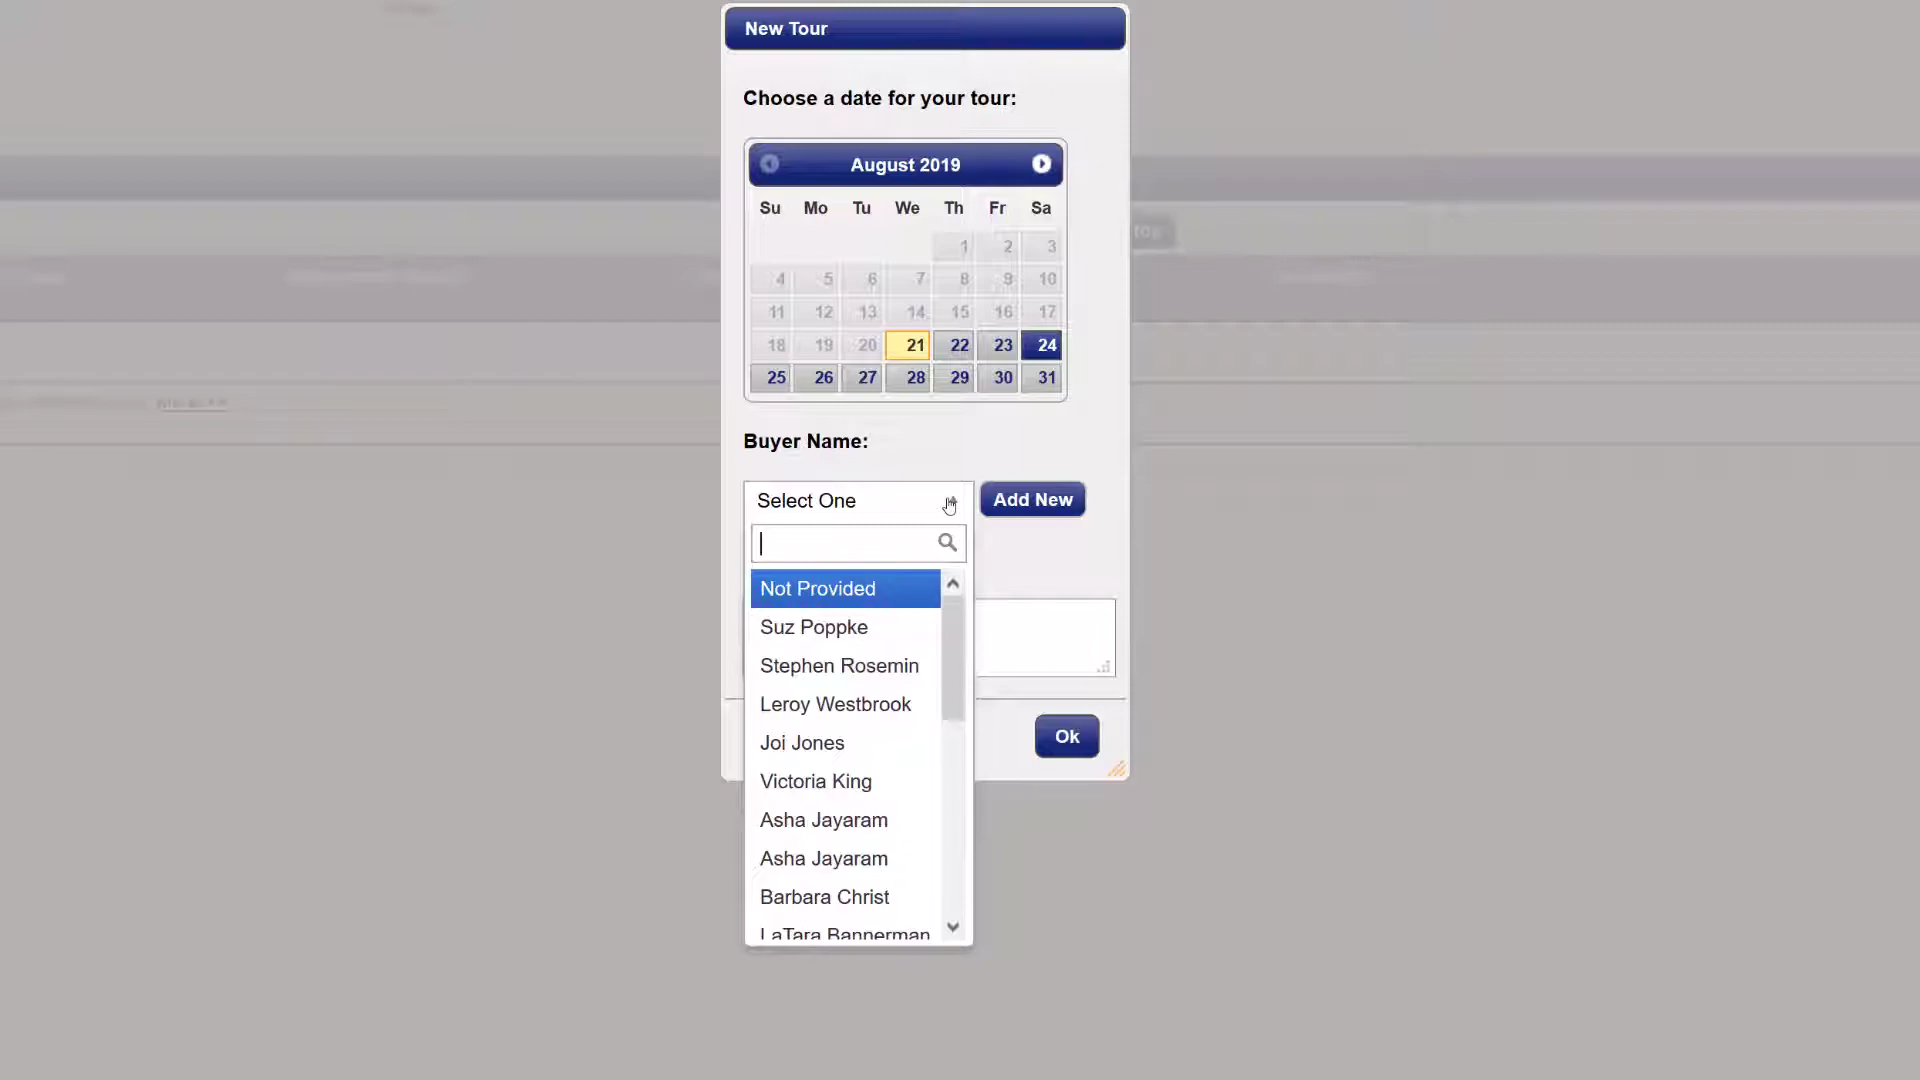 New Tour
Choose a date for your tour:
August 2019
Su Mo Tu We Th Fr Sa
1 2 3
4 5 6 7 8 9 10
11 12 13 14 15 16 17
18 19 20 21 22 23 24
25 26 27 28 29 30 31
Buyer Name:
Select One
Add New
Not Provided
Suz Poppke
Stephen Rosemin
Leroy Westbrook
Joi Jones
Ok
Victoria King
Asha Jayaram
Asha Jayaram
Barbara Christ
LaTara Bannerman